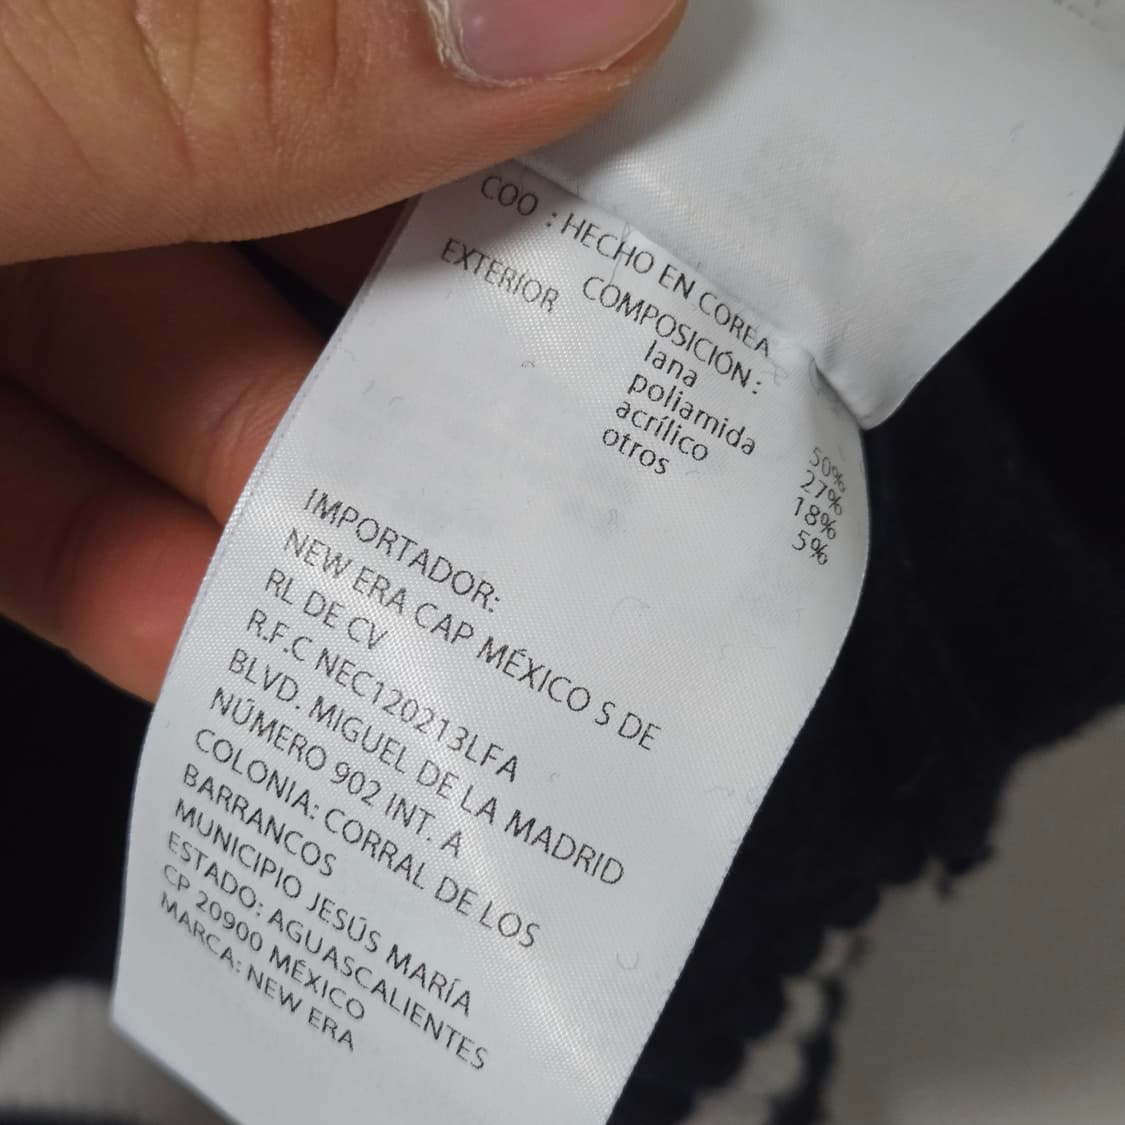 COO : HECHO EN COREA
COMPOSICIÓN:
EXTERIOR lana 50%
poliamida 27%
acrílico 18%
otros 5%
IMPORTADOR:
NEW ERA CAP MÉXICO S DE
RL DE CV
R.F.C NEC120213LFA
BLVD. MIGUEL DE LA MADRID
NÚMERO 902 INT. A
COLONIA: CORRAL DE LOS
BARRANCOS
MUNICIPIO JESÚS MARÍA
ESTADO: AGUASCALIENTES
CP 20900 MÉXICO
MARCA: NEW ERA